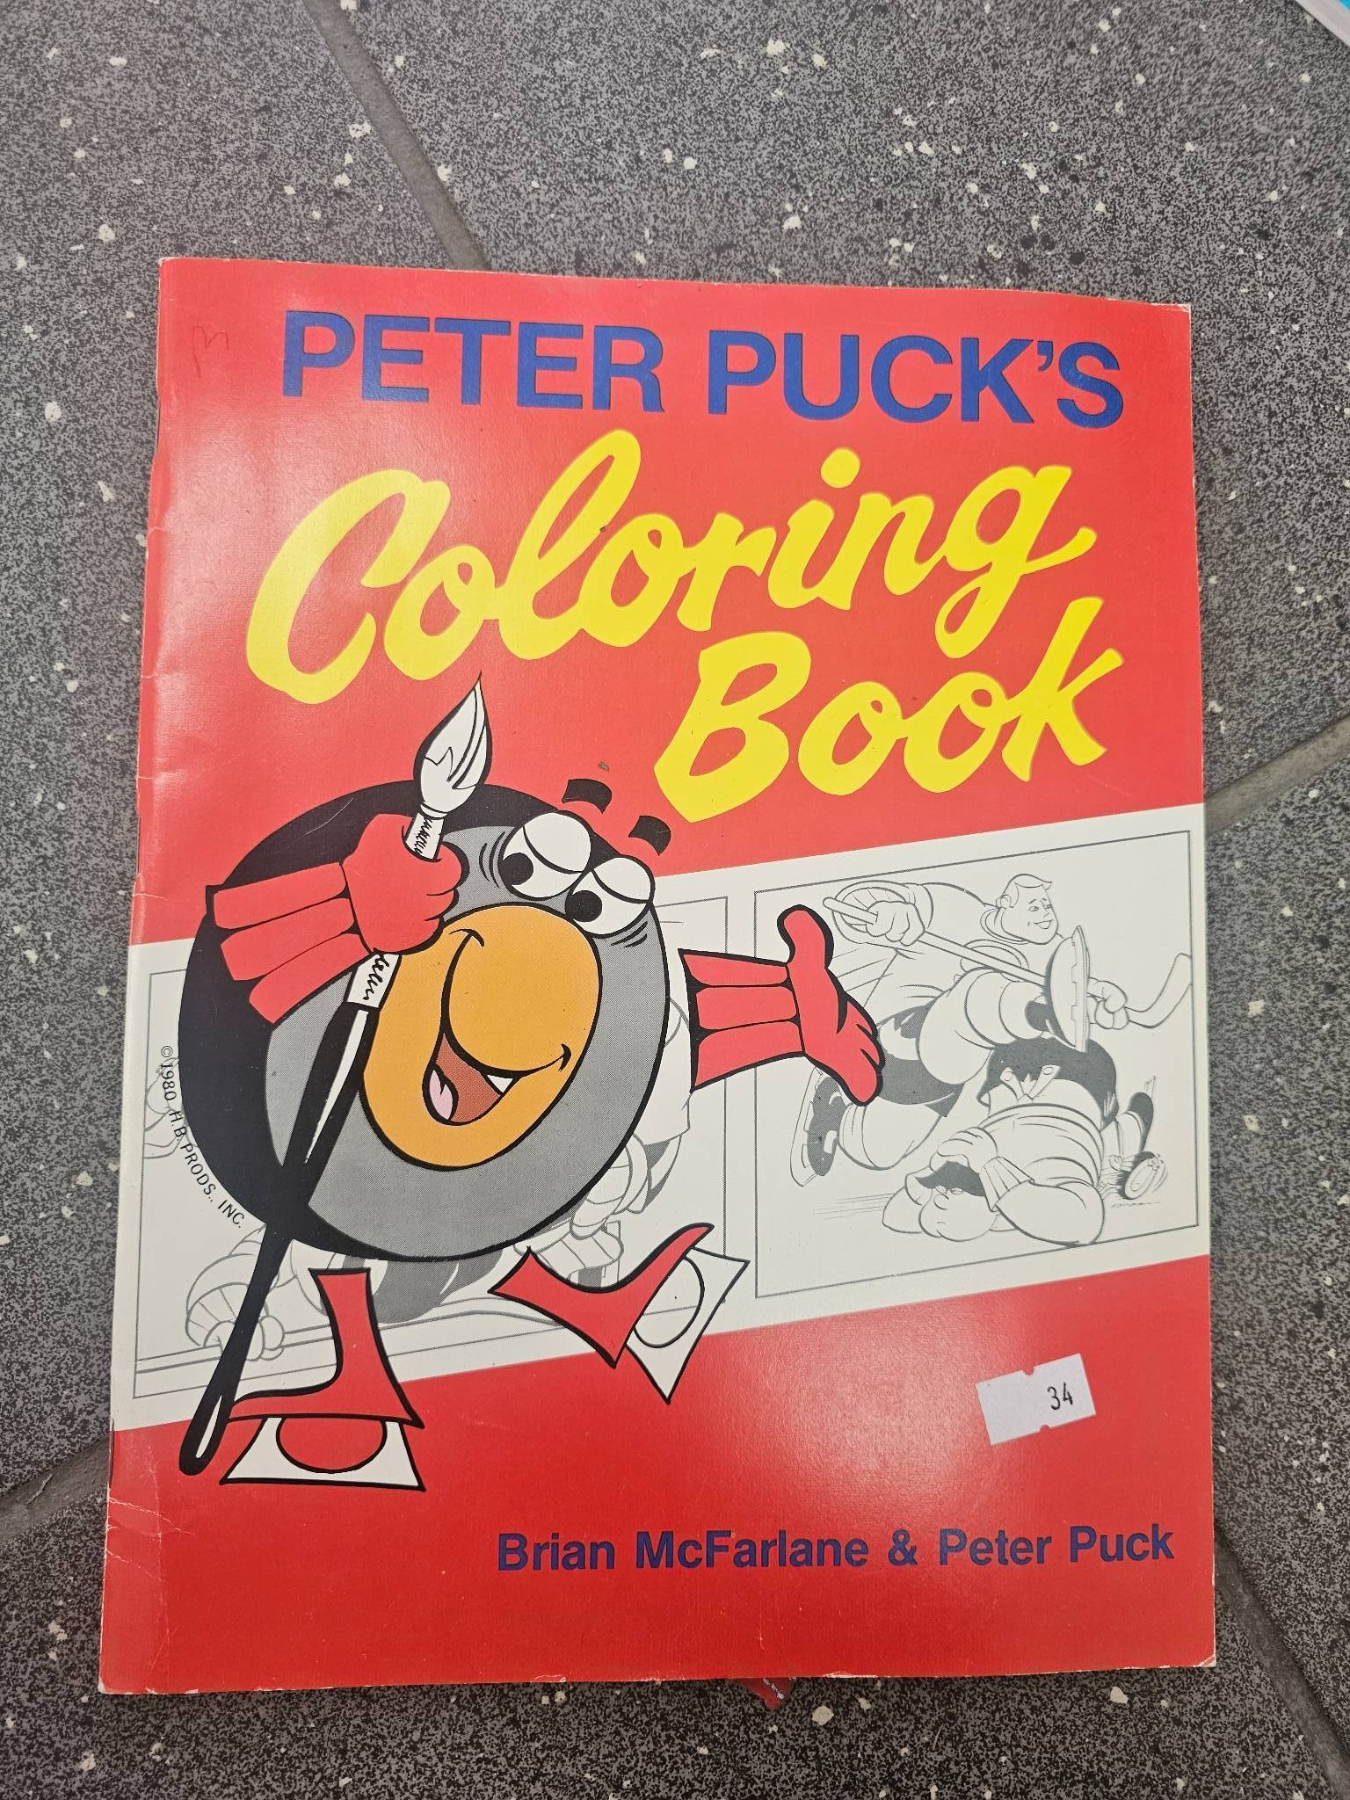 PETER PUCK'S
Coloring
Book
©1980 H.B. PRODS., INC.
34
Brian McFarlane & Peter Puck